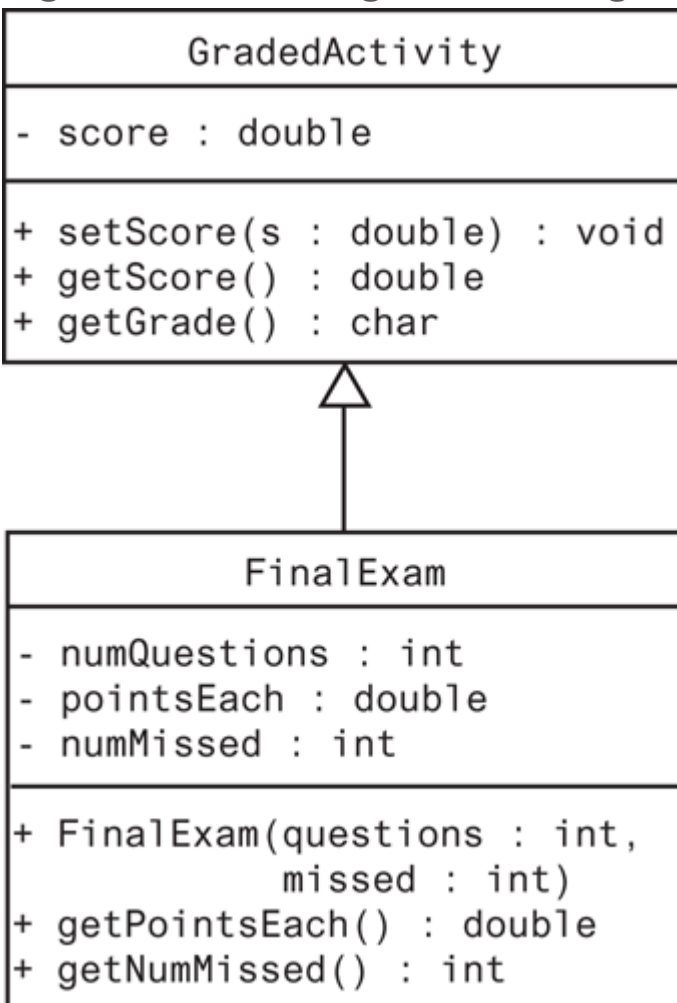 GradedActivity
- score : double
+ setScore(s : double) : void
+ getScore() : double
+ getGrade() : char
FinalExam
- numQuestions : int
- pointsEach : double
- numMissed : int
+ FinalExam(questions : int,
missed : int)
+ getPointsEach() : double
+ getNumMissed() : int